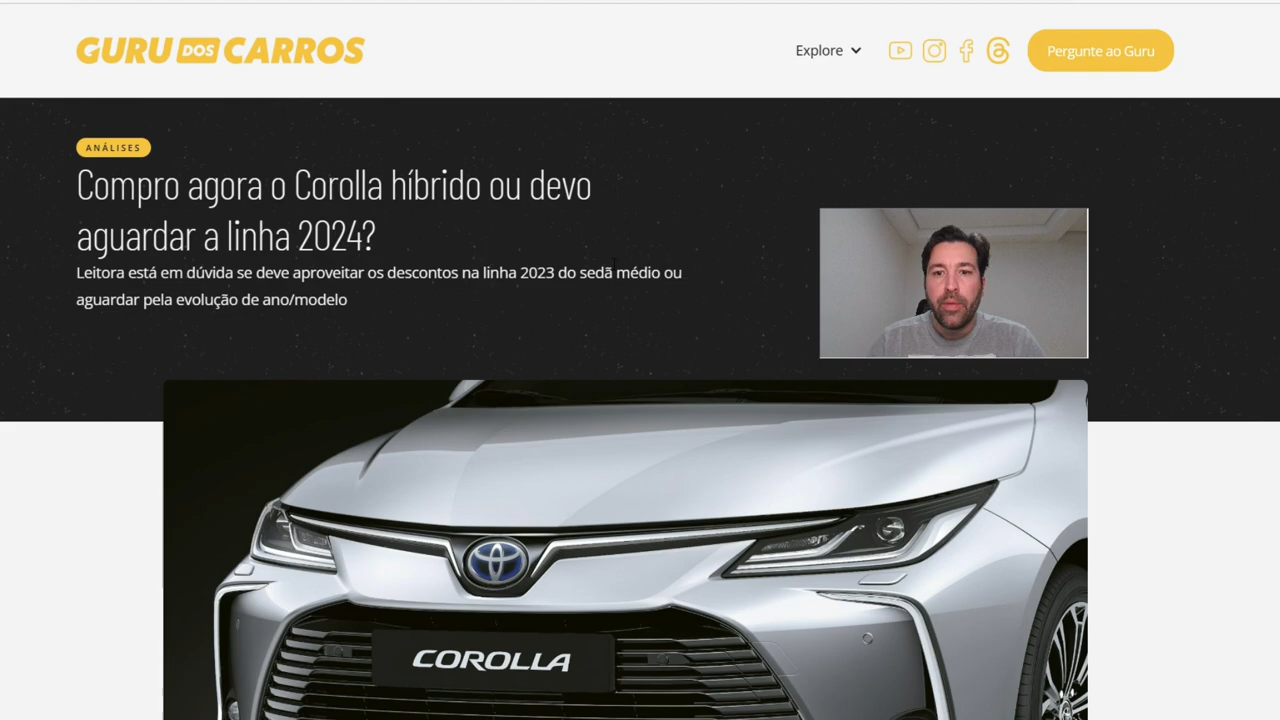 GURU DOS CARROS
Explore
Pergunte ao Guru
ANÁLISES
Compro agora o Corolla híbrido ou devo
aguardar a linha 2024?
Leitora está em dúvida se deve aproveitar os descontos na linha 2023 do sedã médio ou
aguardar pela evolução de ano/modelo
COROLLA